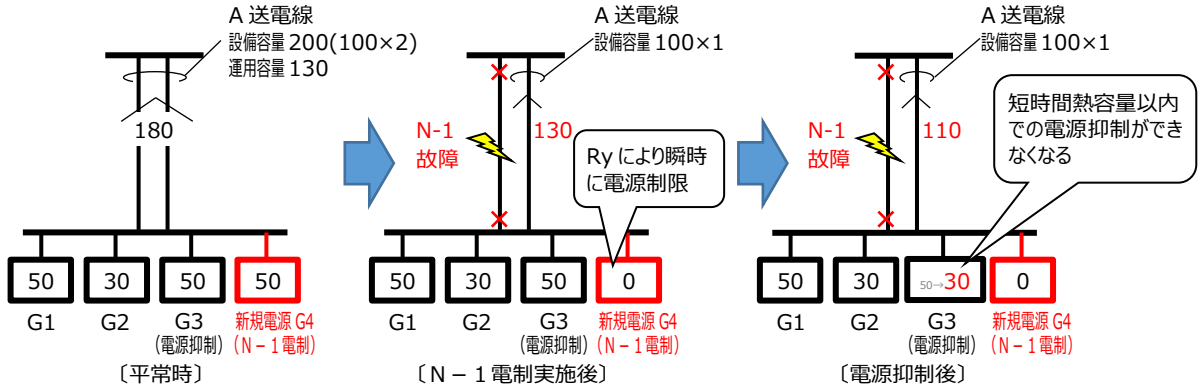 A 送電線
設備容量 200(100×2)
運用容量 130
180
50
30
50
50
G1
G2
G3
(電源抑制)
新規電源 G4
(N-1電制)
〔平常時〕
A 送電線
設備容量 100×1
N-1
故障
130
Ry により瞬時
に電源制限
50
30
50
0
G1
G2
G3
(電源抑制)
新規電源 G4
(N-1電制)
〔N-1電制実施後〕
A 送電線
設備容量 100×1
N-1
故障
110
短時間熱容量以内
での電源抑制ができ
なくなる
50
30
50→30
0
G1
G2
G3
(電源抑制)
新規電源 G4
(N-1電制)
〔電源抑制後〕